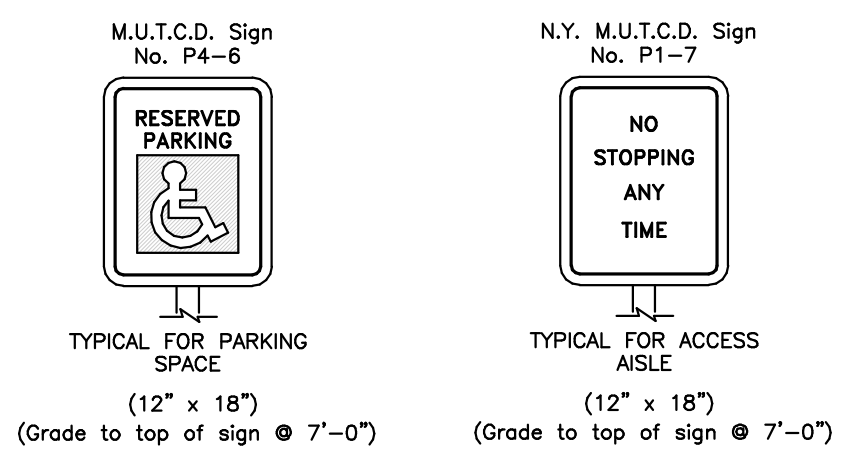 M.U.T.C.D. Sign
No. P4-6
RESERVED
PARKING
TYPICAL FOR PARKING
SPACE
(12" x 18")
(Grade to top of sign @ 7'-0")
N.Y. M.U.T.C.D. Sign
No. P1-7
NO
STOPPING
ANY
TIME
TYPICAL FOR ACCESS
AISLE
(12" x 18")
(Grade to top of sign @ 7'-0")